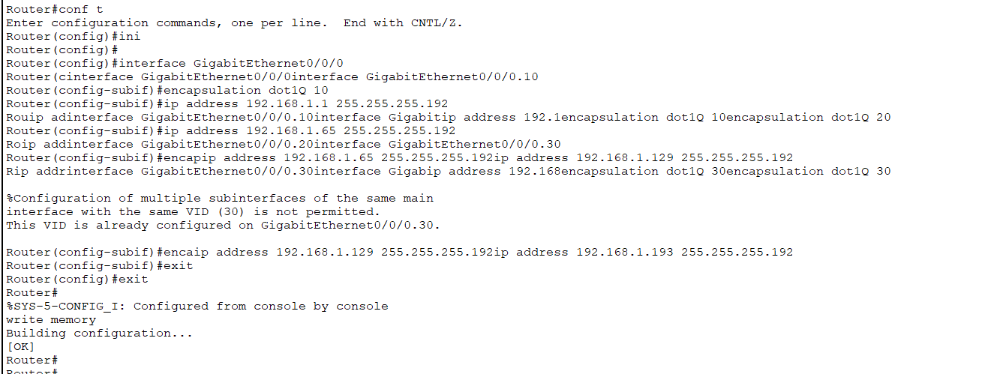 Router#conf t
Enter configuration commands, one per line.  End with CNTL/Z.
Router(config)#ini
Router(config)#
Router(config)#interface GigabitEthernet0/0/0
Router(cinterface GigabitEthernet0/0/0interface GigabitEthernet0/0/0.10
Router(config-subif)#encapsulation dot1Q 10
Router(config-subif)#ip address 192.168.1.1 255.255.255.192
Rouip adinterface GigabitEthernet0/0/0.10interface Gigabitip address 192.1encapsulation dot1Q 10encapsulation dot1Q 20
Router(config-subif)#ip address 192.168.1.65 255.255.255.192
Roip addinterface GigabitEthernet0/0/0.20interface GigabitEthernet0/0/0.30
Router(config-subif)#encapip address 192.168.1.65 255.255.255.192ip address 192.168.1.129 255.255.255.192
Rip addrinterface GigabitEthernet0/0/0.30interface Gigabip address 192.168encapsulation dot1Q 30encapsulation dot1Q 30
%Configuration of multiple subinterfaces of the same main
interface with the same VID (30) is not permitted.
This VID is already configured on GigabitEthernet0/0/0.30.
Router(config-subif)#encaip address 192.168.1.129 255.255.255.192ip address 192.168.1.193 255.255.255.192
Router(config-subif)#exit
Router(config)#exit
Router#
%SYS-5-CONFIG_I: Configured from console by console
write memory
Building configuration...
[OK]
Router#
Router#